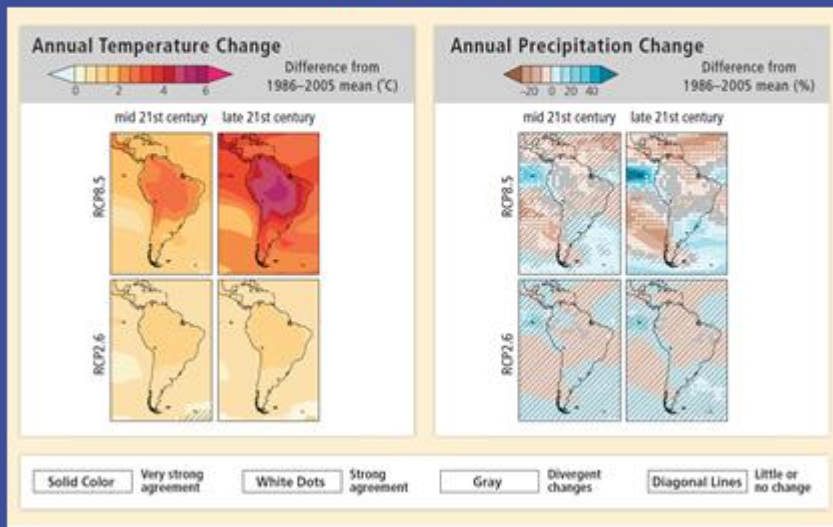 Annual Temperature Change
0 2 4 6
Difference from
1986–2005 mean (˚C)
mid 21st century late 21st century
RCP8.5
RCP2.6
Annual Precipitation Change
–20 0 20 40
Difference from
1986–2005 mean (%)
mid 21st century late 21st century
RCP8.5
RCP2.6
Solid Color Very strong
agreement
White Dots Strong
agreement
Gray Divergent
changes
Diagonal Lines Little or
no change